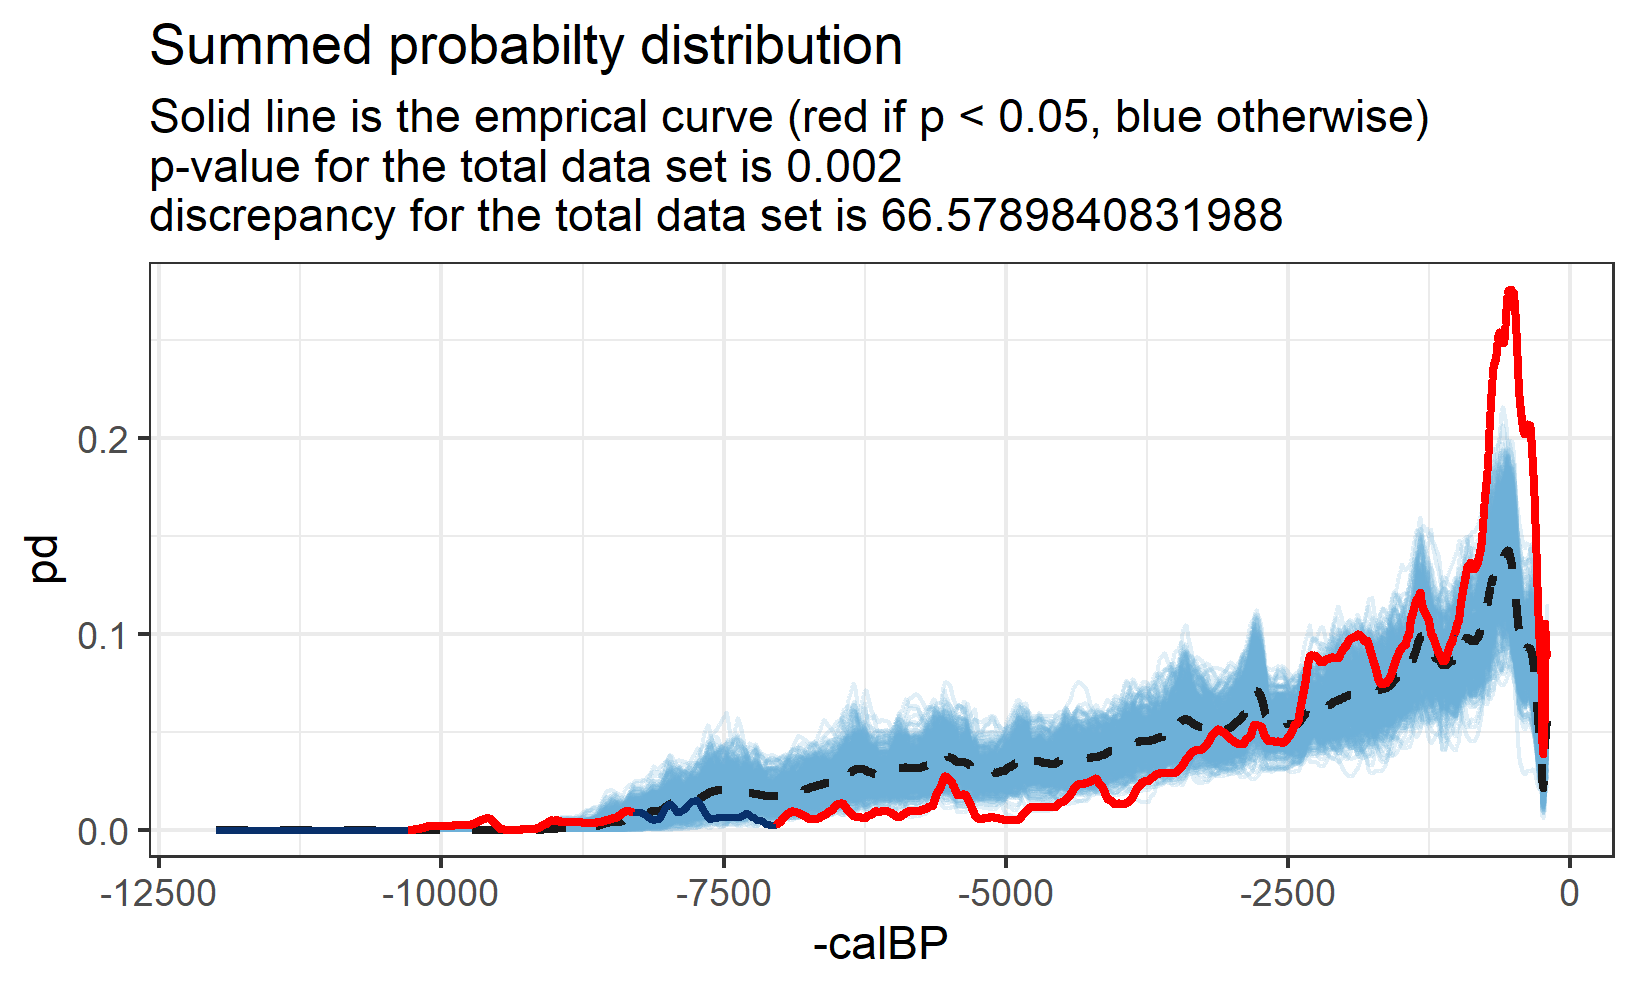 Summed probabilty distribution
Solid line is the emprical curve (red if p < 0.05, blue otherwise)
p-value for the total data set is 0.002
discrepancy for the total data set is 66.5789840831988
pd
0.2
0.1
0.0
-12500 -10000 -7500 -5000 -2500 0
-calBP